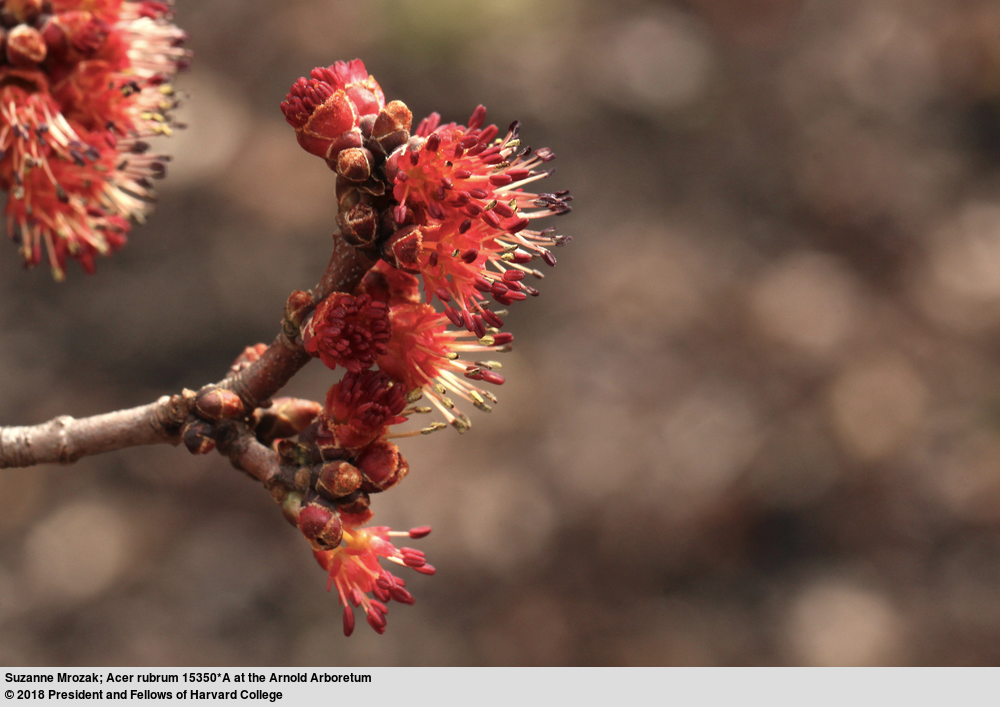 Suzanne Mrozak; Acer rubrum 15350*A at the Arnold Arboretum
© 2018 President and Fellows of Harvard College